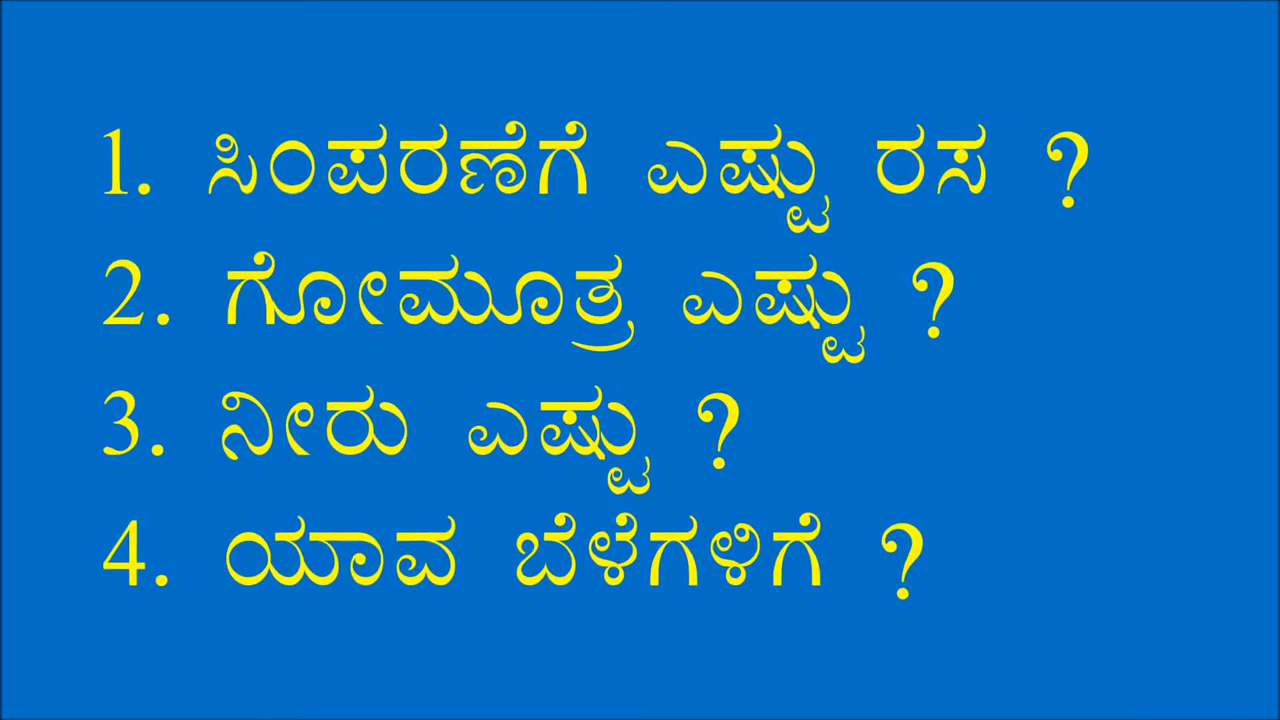 1. ಸಿಂಪರಣೆಗೆ ಎಷ್ಟು ರಸ ?
2. ಗೋಮೂತ್ರ ಎಷ್ಟು ?
3. ನೀರು ಎಷ್ಟು ?
4. ಯಾವ ಬೆಳೆಗಳಿಗೆ ?